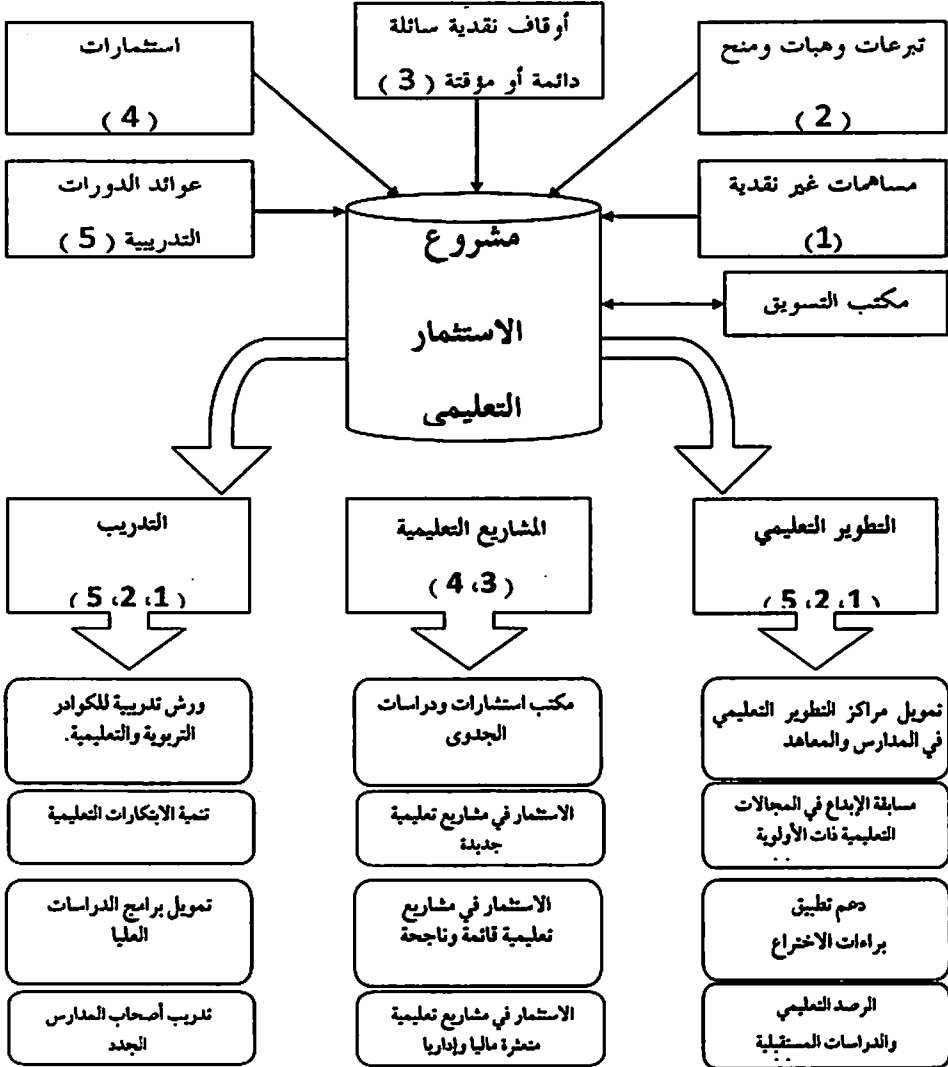 أوقاف نقدية سائلة
دائمة أو مؤقتة ( 3 )
تبرعات وهبات ومنح
( 2 )
استثمارات
( 4 )
مساهمات غير نقدية
(1)
عوائد الدورات
التدريبية ( 5 )
مكتب التسويق
مشروع
الاستثمار
التعليمى
التطوير التعليمي
( 1، 2، 5 )
المشاريع التعليمية
( 3، 4 )
التدريب
( 1، 2، 5 )
تمويل مراكز التطوير التعليمي
في المدارس والمعاهد
مسابقة الإبداع في المجالات
التعليمية ذات الأولوية
دعم تطبيق
براءات الاختراع
الرصد التعليمي
والدراسات المستقبلية
مكتب استشارات ودراسات
الجدوى
الاستثمار في مشاريع تعليمية
جديدة
الاستثمار في مشاريع
تعليمية قائمة وناجحة
الاستثمار في مشاريع تعليمية
متعثرة ماليا وإداريا
ورش تدريبية للكوادر
التربوية والتعليمية.
تنمية الابتكارات التعليمية
تمويل برامج الدراسات
العليا
تدريب أصحاب المدارس
الجدد